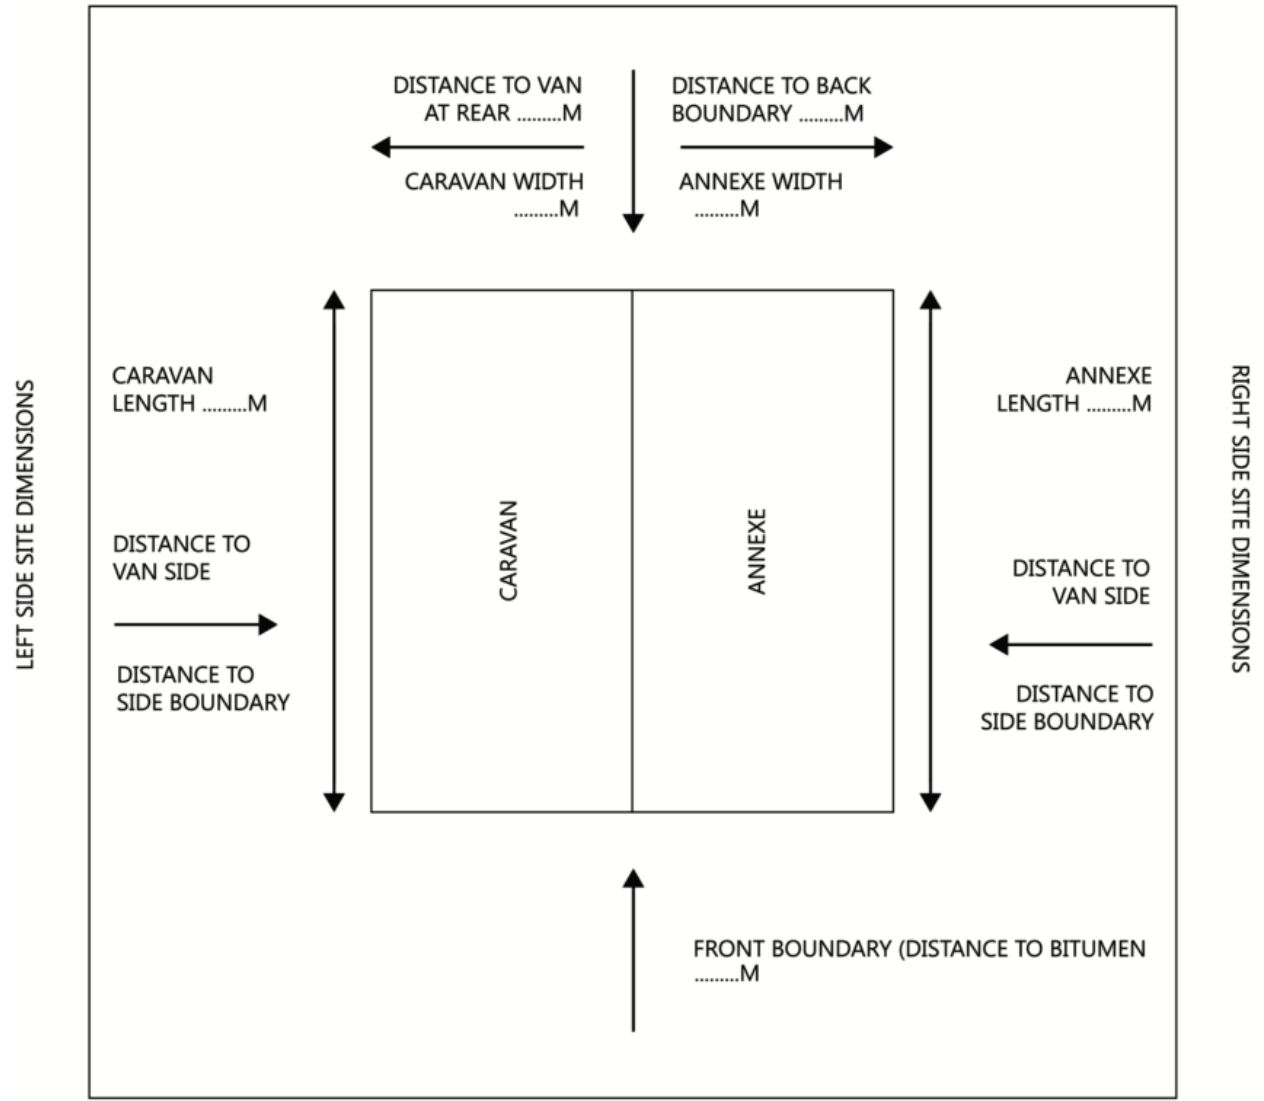 DISTANCE TO VAN
AT REAR .........M
DISTANCE TO BACK
BOUNDARY .........M
CARAVAN WIDTH
.........M
ANNEXE WIDTH
.........M
LEFT SIDE SITE DIMENSIONS
CARAVAN
LENGTH .........M
DISTANCE TO
VAN SIDE
DISTANCE TO
SIDE BOUNDARY
CARAVAN
ANNEXE
ANNEXE
LENGTH .........M
DISTANCE TO
VAN SIDE
DISTANCE TO
SIDE BOUNDARY
RIGHT SIDE SITE DIMENSIONS
FRONT BOUNDARY (DISTANCE TO BITUMEN
.........M